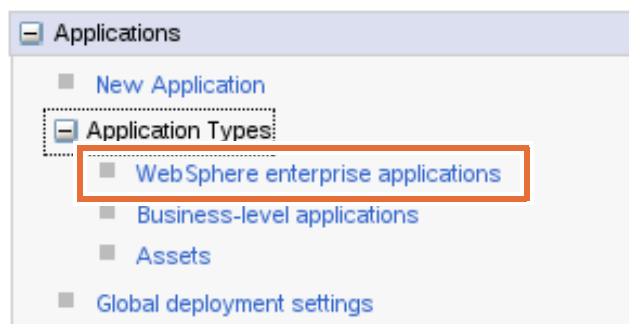 Applications
New Application
Application Types
WebSphere enterprise applications
Business-level applications
Assets
Global deployment settings